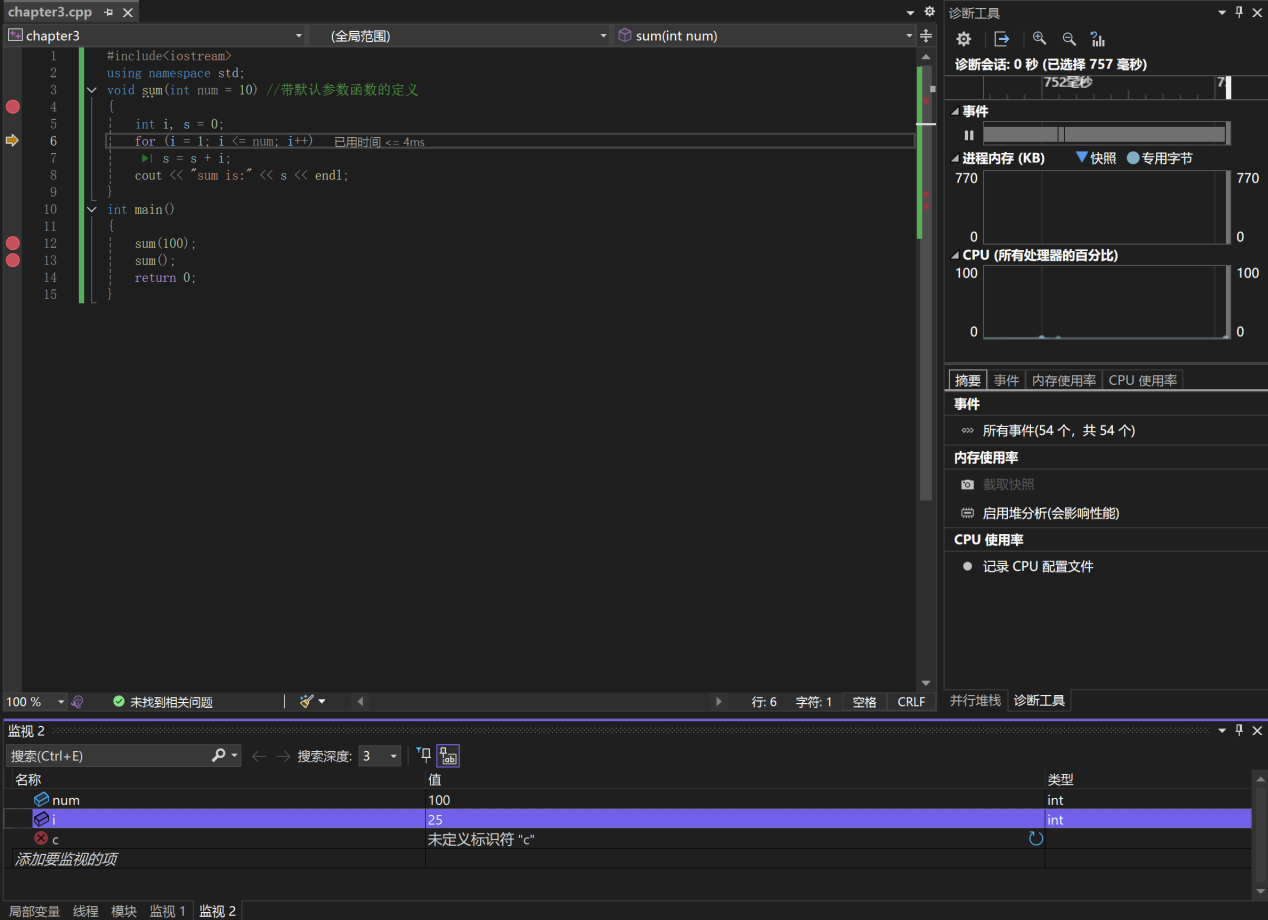 chapter3.cpp
chapter3
(全局范围)
sum(int num)
1 #include<iostream>
2 using namespace std;
3 void sum(int num = 10) //带默认参数函数的定义
4 {
5 int i, s = 0;
6 for (i = 1; i <= num; i++) 已用时间 <= 4ms
7 s = s + i;
8 cout << "sum is:" << s << endl;
9 }
10 int main()
11 {
12 sum(100);
13 sum();
14 return 0;
15 }
100 %
未找到相关问题
行: 6 字符: 1 空格 CRLF
诊断工具
诊断会话: 0 秒 (已选择 757 毫秒)
752毫秒
事件
进程内存 (KB) 快照 专用字节
770 770
0 0
CPU (所有处理器的百分比)
100 100
0 0
摘要 事件 内存使用率 CPU 使用率
事件
所有事件(54 个，共 54 个)
内存使用率
截取快照
启用堆分析(会影响性能)
CPU 使用率
记录 CPU 配置文件
并行堆栈 诊断工具
监视 2
搜索(Ctrl+E) 搜索深度: 3
名称 值 类型
num 100 int
i 25 int
c 未定义标识符 "c"
添加要监视的项
局部变量 线程 模块 监视 1 监视 2